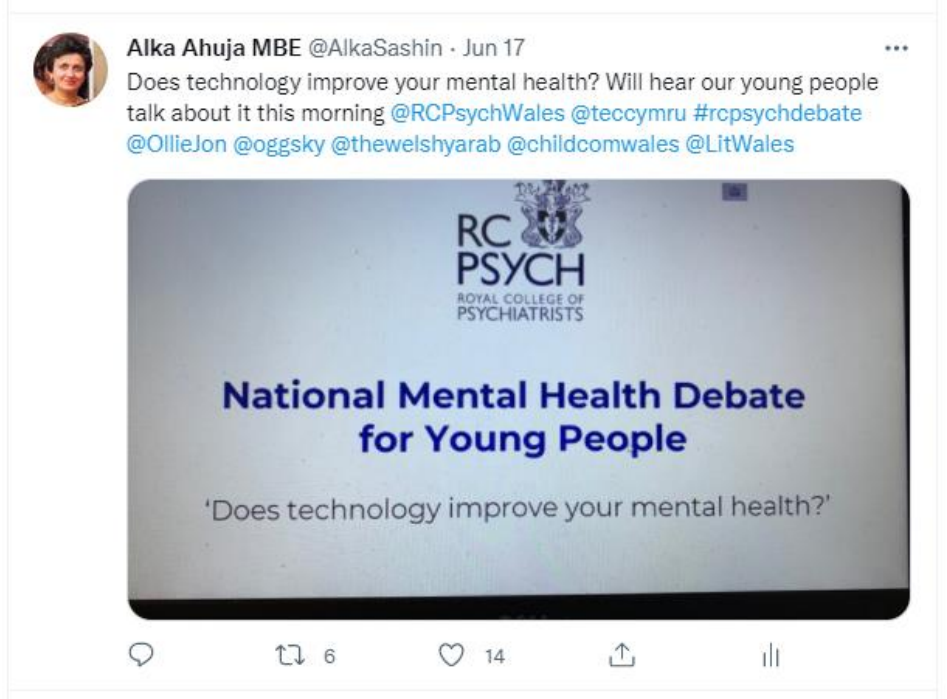 Alka Ahuja MBE @AlkaSashin · Jun 17
Does technology improve your mental health? Will hear our young people
talk about it this morning @RCPsychWales @teccymru #rcpsychdebate
@OllieJon @oggsky @thewelshyarab @childcomwales @LitWales
RC
PSYCH
ROYAL COLLEGE OF
PSYCHIATRISTS
National Mental Health Debate
for Young People
‘Does technology improve your mental health?’
6 14